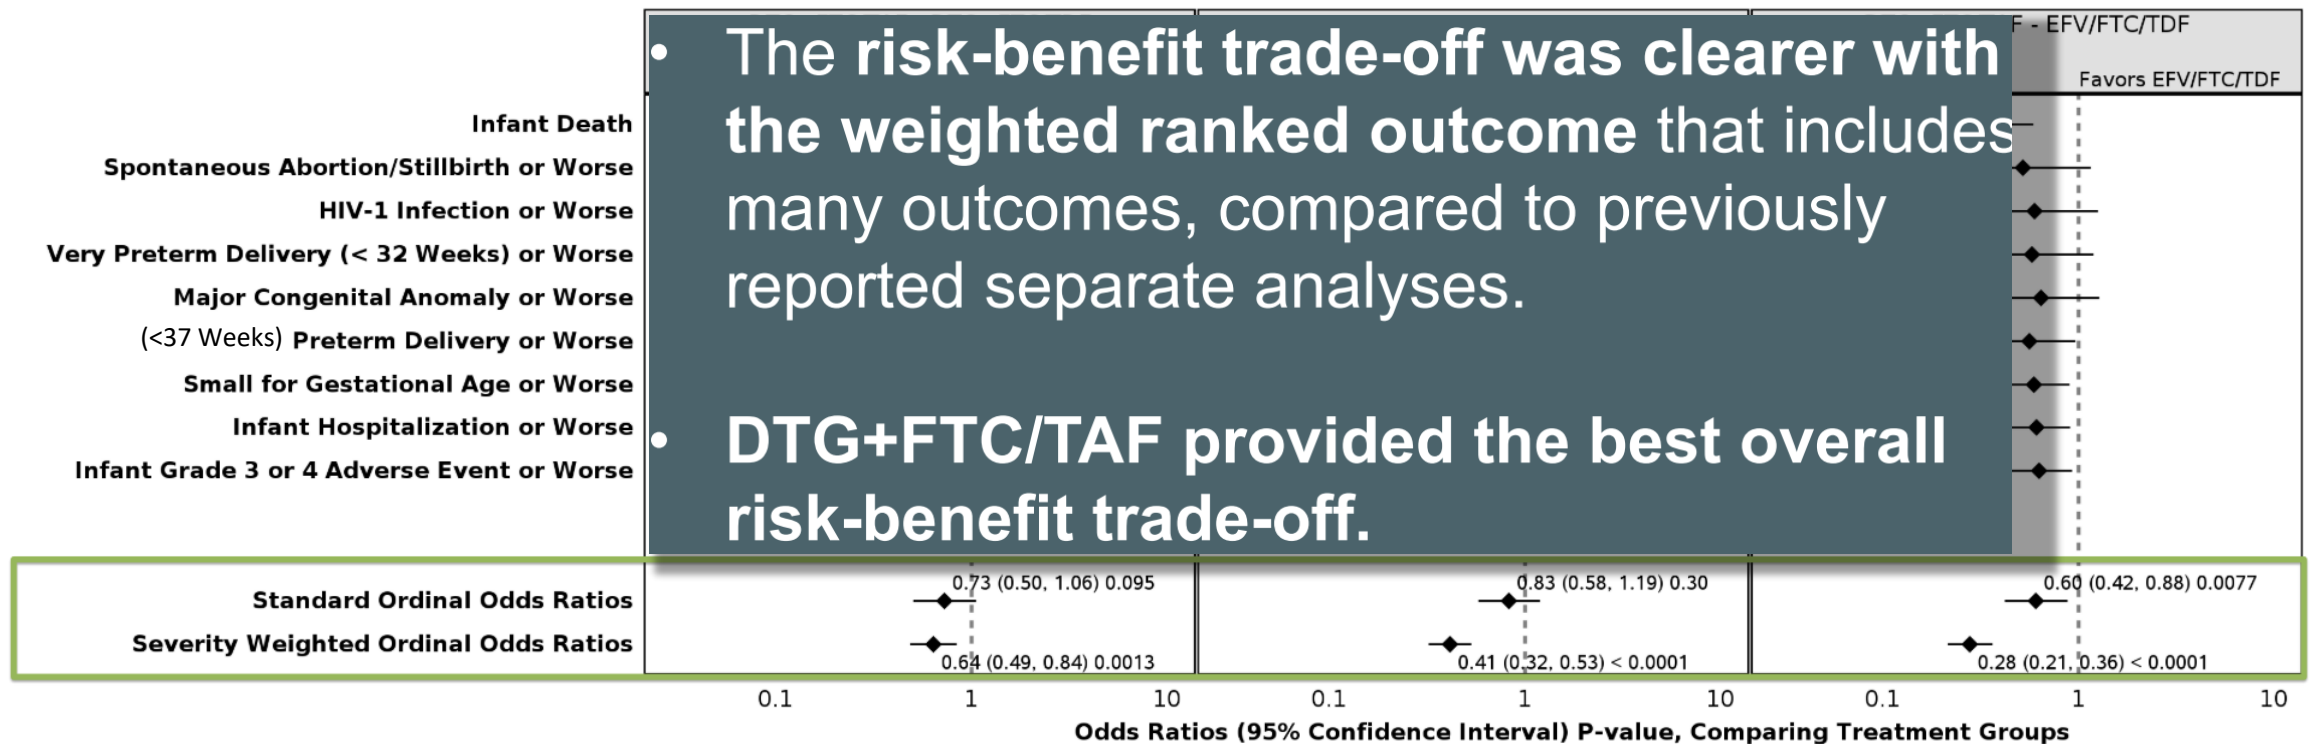 F - EFV/FTC/TDF
Favors EFV/FTC/TDF
• The risk-benefit trade-off was clearer with
the weighted ranked outcome that includes
many outcomes, compared to previously
reported separate analyses.
• DTG+FTC/TAF provided the best overall
risk-benefit trade-off.
Infant Death
Spontaneous Abortion/Stillbirth or Worse
HIV-1 Infection or Worse
Very Preterm Delivery (< 32 Weeks) or Worse
Major Congenital Anomaly or Worse
(<37 Weeks) Preterm Delivery or Worse
Small for Gestational Age or Worse
Infant Hospitalization or Worse
Infant Grade 3 or 4 Adverse Event or Worse
Standard Ordinal Odds Ratios
0.73 (0.50, 1.06) 0.095
0.83 (0.58, 1.19) 0.30
0.60 (0.42, 0.88) 0.0077
Severity Weighted Ordinal Odds Ratios
0.64 (0.49, 0.84) 0.0013
0.41 (0.32, 0.53) < 0.0001
0.28 (0.21, 0.36) < 0.0001
0.1 1 10 0.1 1 10 0.1 1 10
Odds Ratios (95% Confidence Interval) P-value, Comparing Treatment Groups